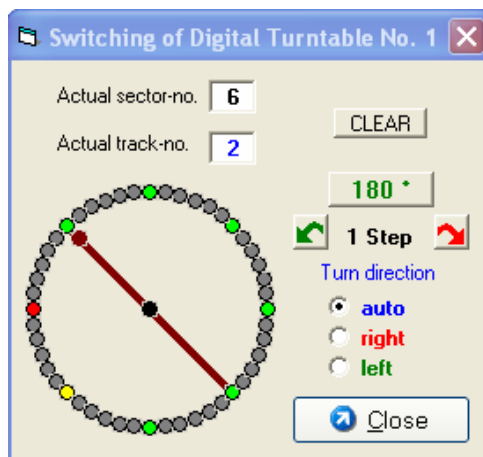 Switching of Digital Turntable No. 1
Actual sector-no. 6
CLEAR
Actual track-no. 2
180 °
1 Step
Turn direction
auto
right
left
Close